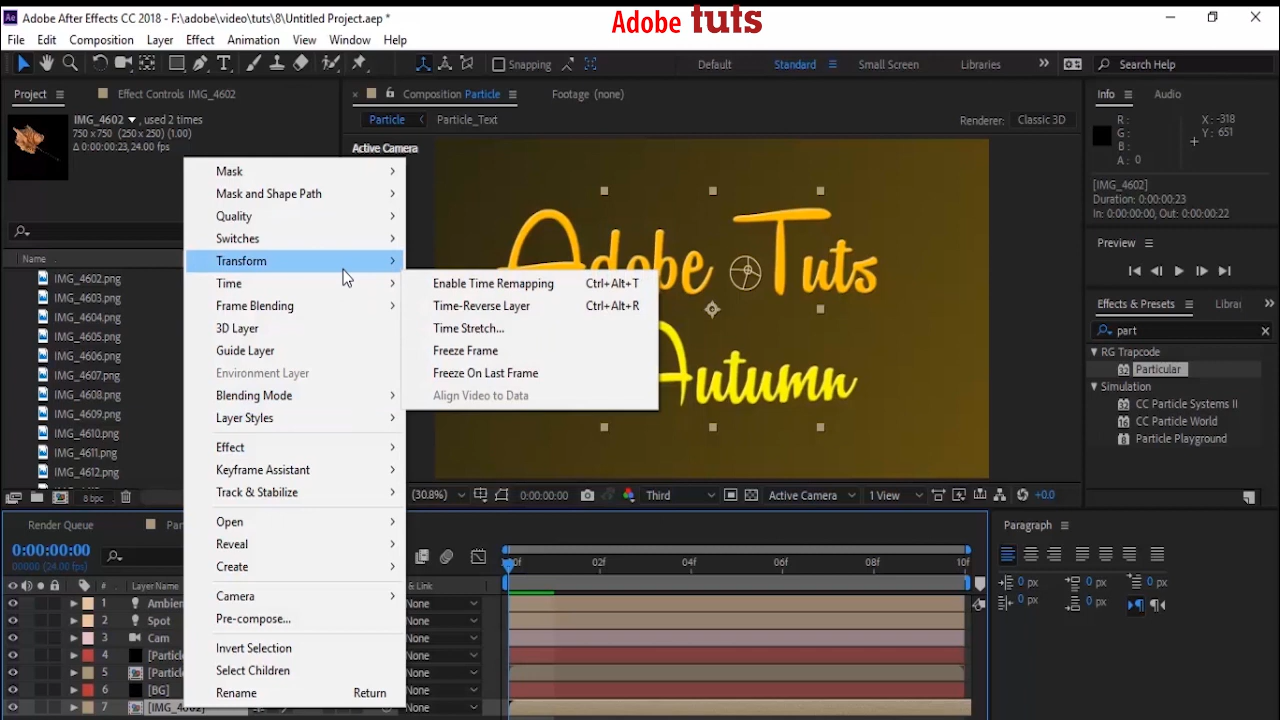 Adobe After Effects CC 2018 - F:\adobe\video\tuts\8\Untitled Project.aep *
Adobe tuts
File Edit Composition Layer Effect Animation View Window Help
Snapping
Default Standard Small Screen Libraries
Search Help
Project
Effect Controls IMG_4602
IMG_4602 , used 2 times
750 x 750 (250 x 250) (1.00)
Δ 0:00:00:23, 24.00 fps
Name
IMG_4602.png
IMG_4603.png
IMG_4604.png
IMG_4605.png
IMG_4606.png
IMG_4607.png
IMG_4608.png
IMG_4609.png
IMG_4610.png
IMG_4611.png
IMG_4612.png
8 bpc
Mask
Mask and Shape Path
Quality
Switches
Transform
Time
Frame Blending
3D Layer
Guide Layer
Environment Layer
Blending Mode
Layer Styles
Effect
Keyframe Assistant
Track & Stabilize
Open
Reveal
Create
Camera
Pre-compose...
Invert Selection
Select Children
Rename Return
Enable Time Remapping Ctrl+Alt+T
Time-Reverse Layer Ctrl+Alt+R
Time Stretch...
Freeze Frame
Freeze On Last Frame
Align Video to Data
Composition Particle
Footage (none)
Particle Particle_Text
Renderer: Classic 3D
Active Camera
Adobe Tuts
Autumn
(30.8%) 0:00:00:00 Third Active Camera 1 View +0.0
Info Audio
R :
G :
B :
A : 0
X : -318
Y : 651
[IMG_4602]
Duration: 0:00:00:23
In: 0:00:00:00, Out: 0:00:00:22
Preview
Effects & Presets Librai
part
RG Trapcode
Particular
Simulation
CC Particle Systems II
CC Particle World
Particle Playground
Render Queue
Par
0:00:00:00
00000 (24.00 fps)
# Layer Name
& Link
02f 04f 06f 08f 10f
1 Ambien None
2 Spot None
3 Cam None
4 [Particl None
5 [Particl None
6 [BG] None
7 [IMG_4602] None
Paragraph
0 px 0 px 0 px
0 px 0 px